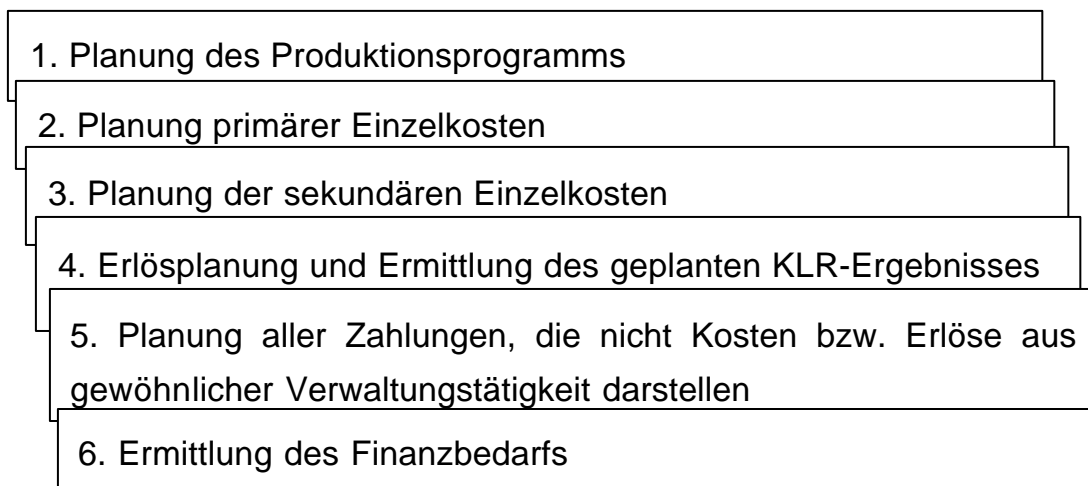 1. Planung des Produktionsprogramms
2. Planung primärer Einzelkosten
3. Planung der sekundären Einzelkosten
4. Erlösplanung und Ermittlung des geplanten KLR-Ergebnisses
5. Planung aller Zahlungen, die nicht Kosten bzw. Erlöse aus
gewöhnlicher Verwaltungstätigkeit darstellen
6. Ermittlung des Finanzbedarfs